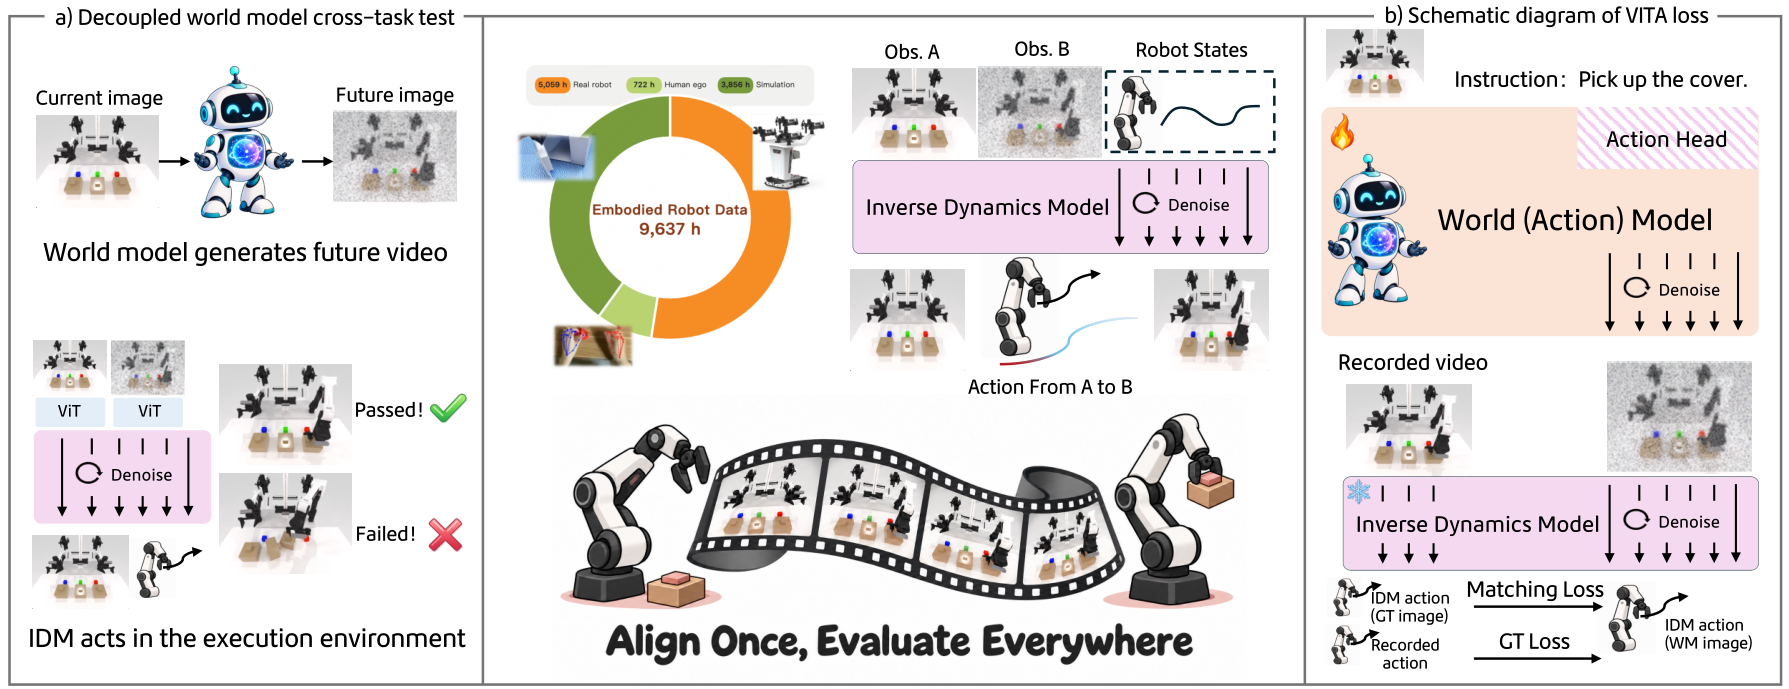 a) Decoupled world model cross-task test
Current image
Future image
World model generates future video
ViT
ViT
Denoise
Passed!
Failed!
IDM acts in the execution environment
5,059 h Real robot
722 h Human ego
3,856 h Simulation
Embodied Robot Data
9,637 h
Obs. A
Obs. B
Robot States
Inverse Dynamics Model
Denoise
Action From A to B
Align Once, Evaluate Everywhere
b) Schematic diagram of VITA loss
Instruction: Pick up the cover.
Action Head
World (Action) Model
Denoise
Recorded video
Inverse Dynamics Model
Denoise
IDM action
(GT image)
Matching Loss
Recorded
action
GT Loss
IDM action
(WM image)